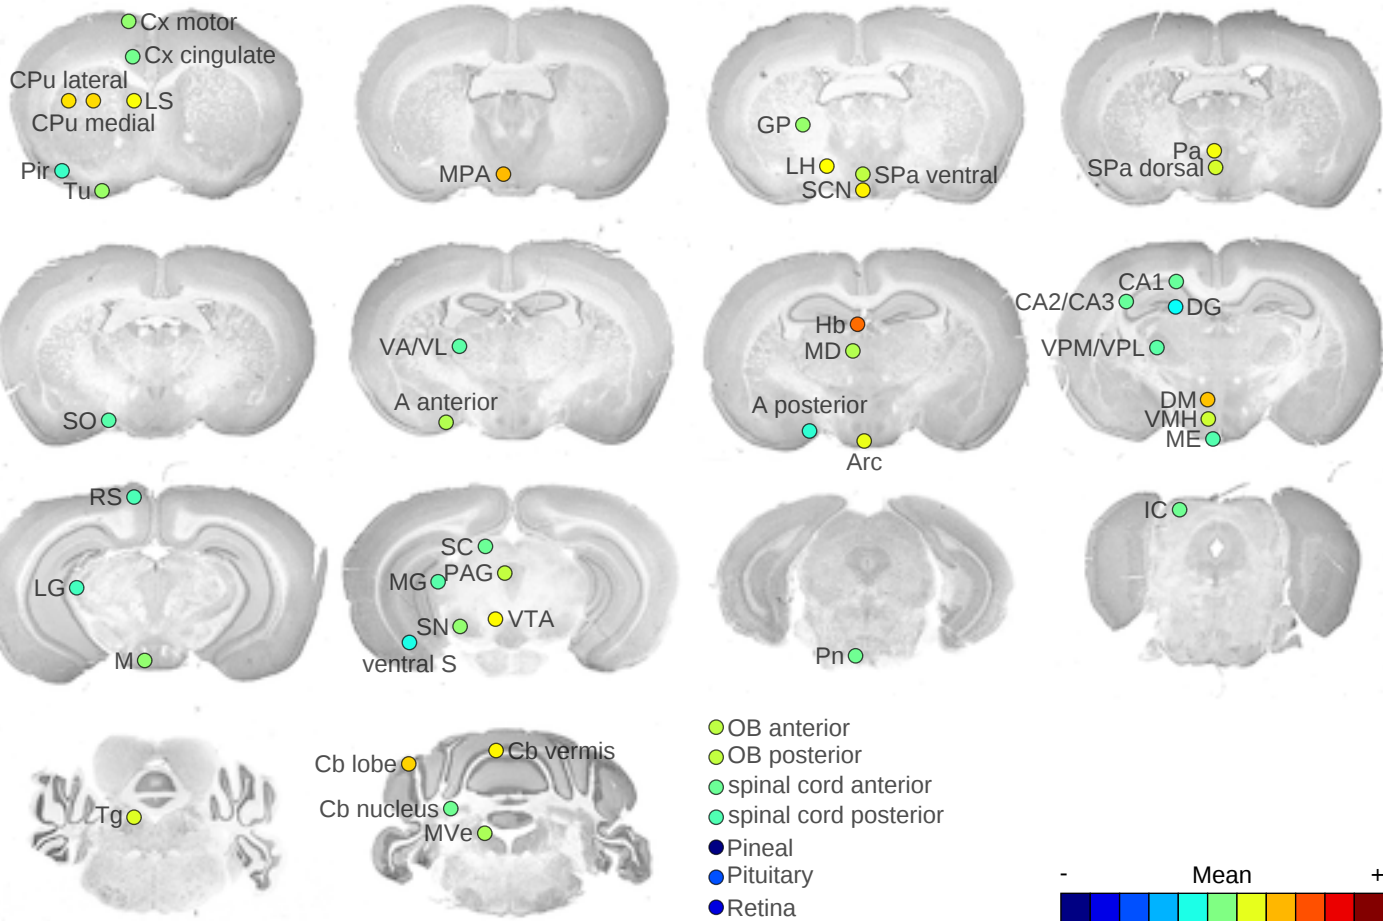 Cx motor
Cx cingulate
CPu lateral
LS
CPu medial
Pir
Tu
MPA
GP
LH
SPa ventral
SCN
Pa
SPa dorsal
SO
VA/VL
A anterior
Hb
MD
A posterior
Arc
CA1
CA2/CA3
DG
VPM/VPL
DM
VMH
ME
RS
LG
M
SC
MG
PAG
SN
VTA
ventral S
Pn
IC
Tg
Cb lobe
Cb vermis
Cb nucleus
MVe
OB anterior
OB posterior
spinal cord anterior
spinal cord posterior
Pineal
Pituitary
Retina
- Mean +